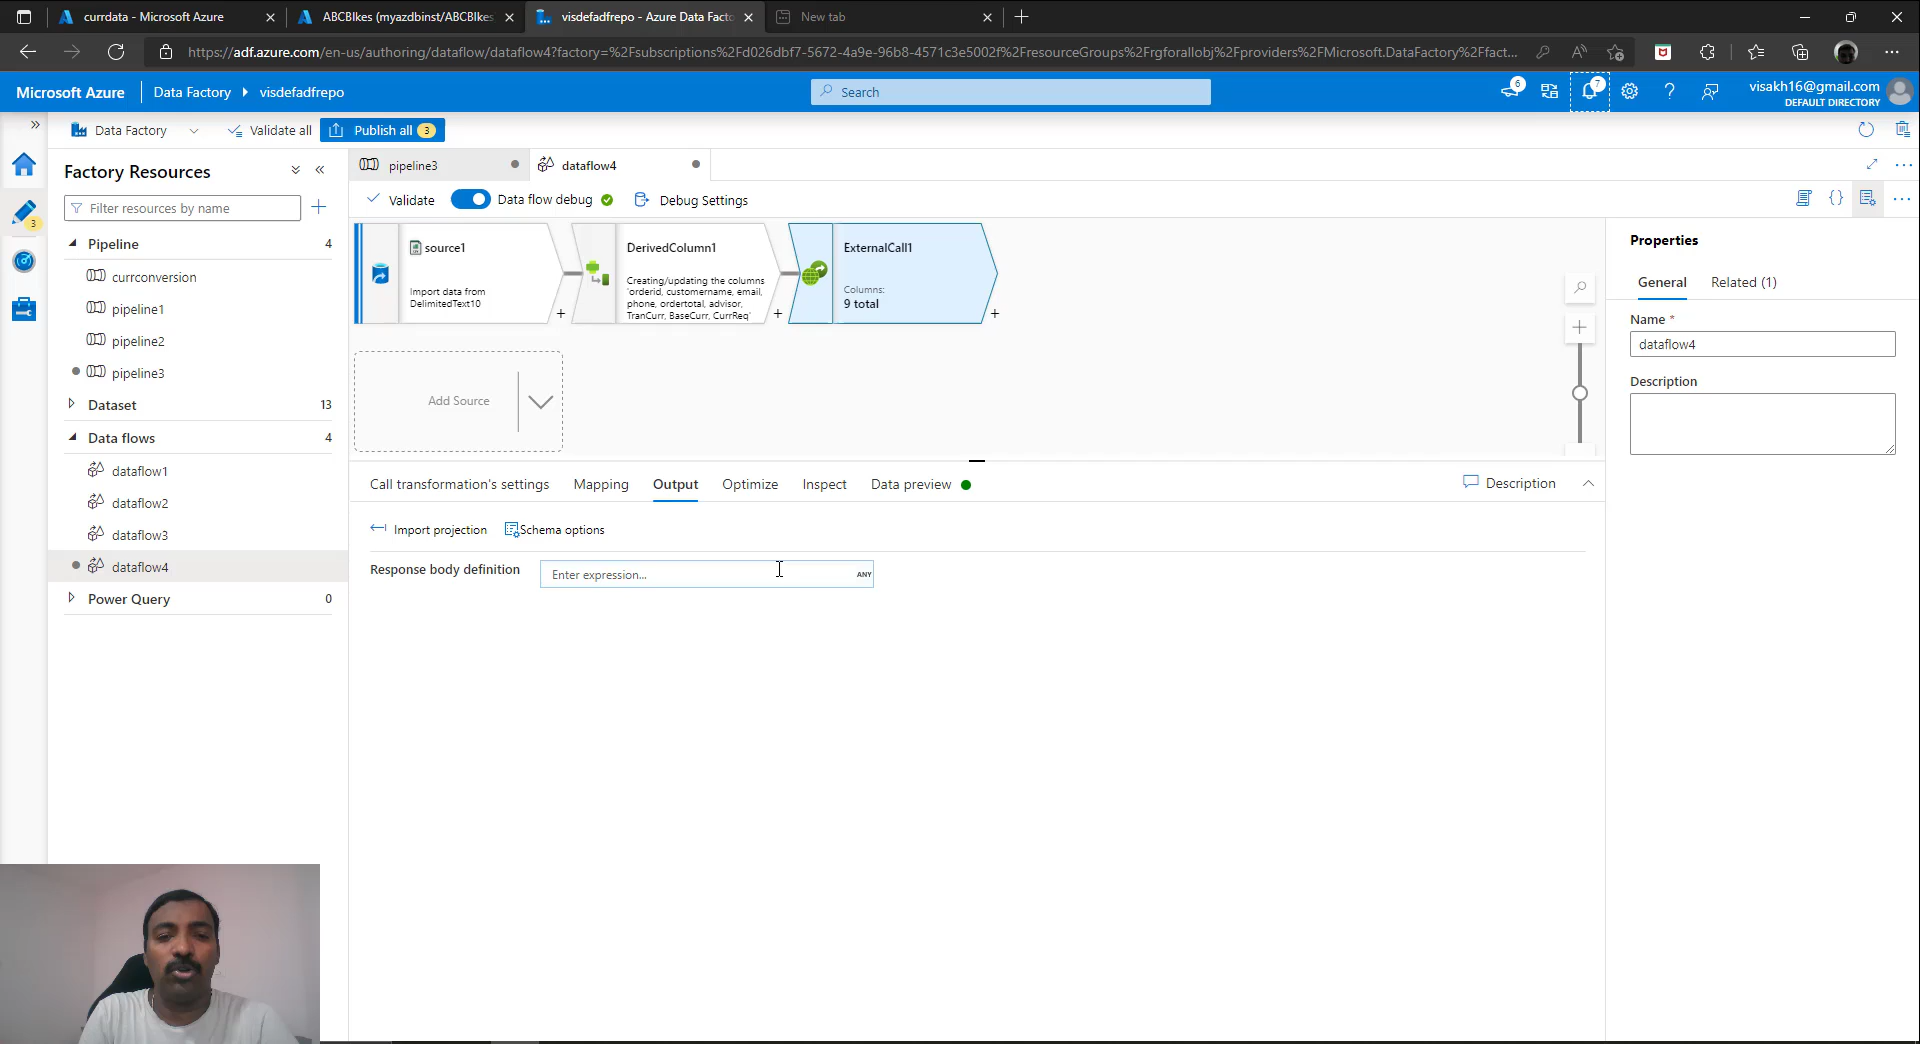 currdata - Microsoft Azure
ABCBIkes (myazdbinst/ABCBIkes
visdefadfrepo - Azure Data Facto
New tab
https://adf.azure.com/en-us/authoring/dataflow/dataflow4?factory=%2Fsubscriptions%2Fd026dbf7-5672-4a9e-96b8-4571c3e5002f%2FresourceGroups%2Frgforallobj%2Fproviders%2FMicrosoft.DataFactory%2Ffact...
Microsoft Azure
Data Factory
visdefadfrepo
Search
6
7
visakh16@gmail.com
DEFAULT DIRECTORY
Data Factory
Validate all
Publish all 3
Factory Resources
Filter resources by name
3
Pipeline 4
currconversion
pipeline1
pipeline2
pipeline3
Dataset 13
Data flows 4
dataflow1
dataflow2
dataflow3
dataflow4
Power Query 0
pipeline3
dataflow4
Validate
Data flow debug
Debug Settings
source1
Import data from
DelimitedText10
DerivedColumn1
Creating/updating the columns
'orderid, customername, email,
phone, ordertotal, advisor,
TranCurr, BaseCurr, CurrReq'
ExternalCall1
Columns:
9 total
Add Source
Call transformation's settings
Mapping
Output
Optimize
Inspect
Data preview
Description
Import projection
Schema options
Response body definition
Enter expression...
ANY
Properties
General
Related (1)
Name *
dataflow4
Description